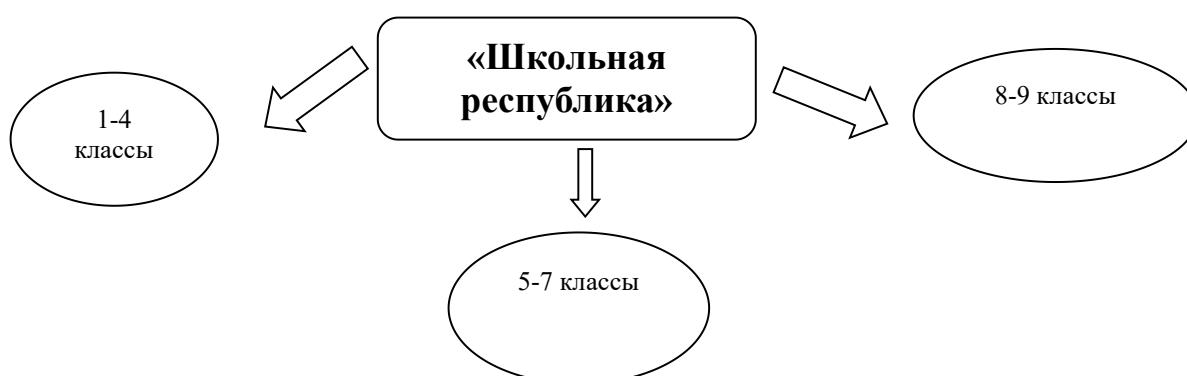 «Школьная
республика»
1-4
классы
8-9 классы
5-7 классы